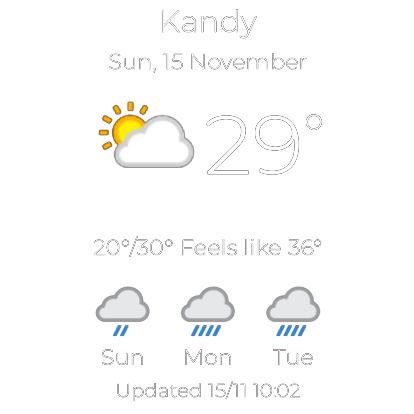 Kandy
Sun, 15 November
29°
20°/30° Feels like 36°
Sun Mon Tue
Updated 15/11 10:02